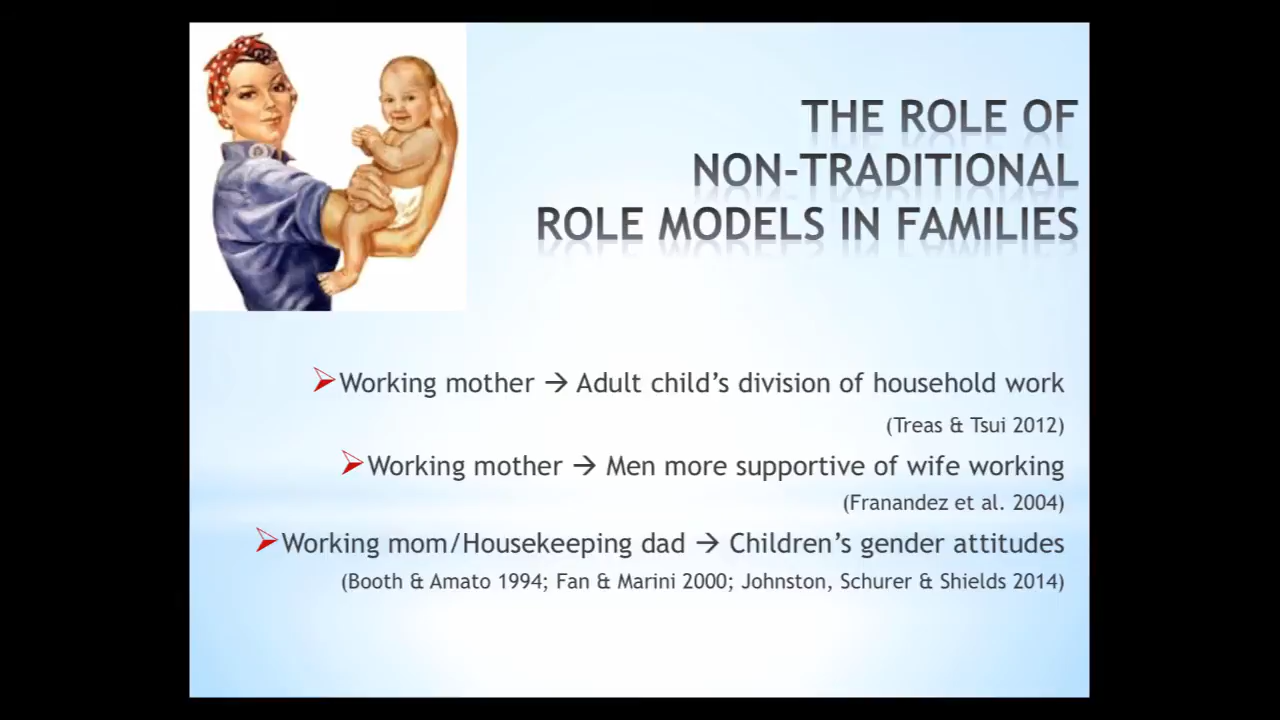 THE ROLE OF
NON-TRADITIONAL
ROLE MODELS IN FAMILIES
Working mother → Adult child's division of household work
(Treas & Tsui 2012)
Working mother → Men more supportive of wife working
(Franandez et al. 2004)
Working mom/Housekeeping dad → Children's gender attitudes
(Booth & Amato 1994; Fan & Marini 2000; Johnston, Schurer & Shields 2014)